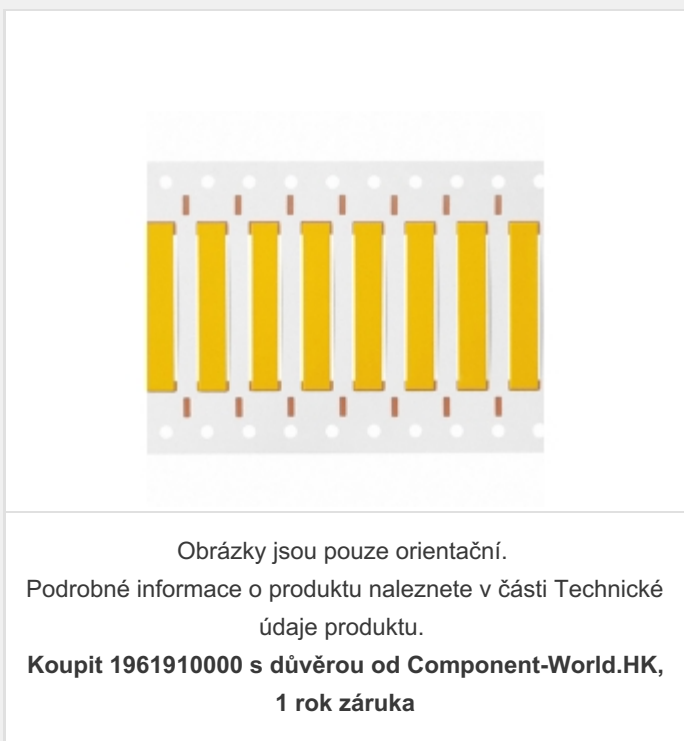 Obrázky jsou pouze orientační.
Podrobné informace o produktu naleznete v části Technické
údaje produktu.
Koupit 1961910000 s důvěrou od Component-World.HK,
1 rok záruka